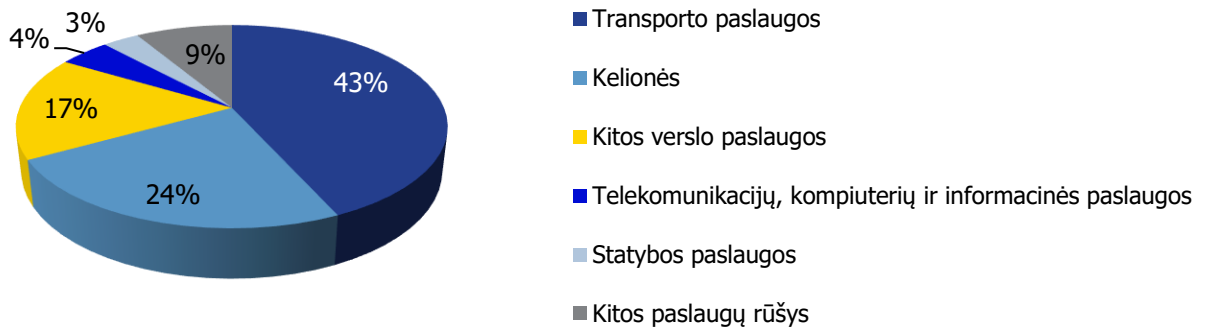 3%
4%
9%
43%
17%
24%
Transporto paslaugos
Kelionės
Kitos verslo paslaugos
Telekomunikacijų, kompiuterių ir informacinės paslaugos
Statybos paslaugos
Kitos paslaugų rūšys